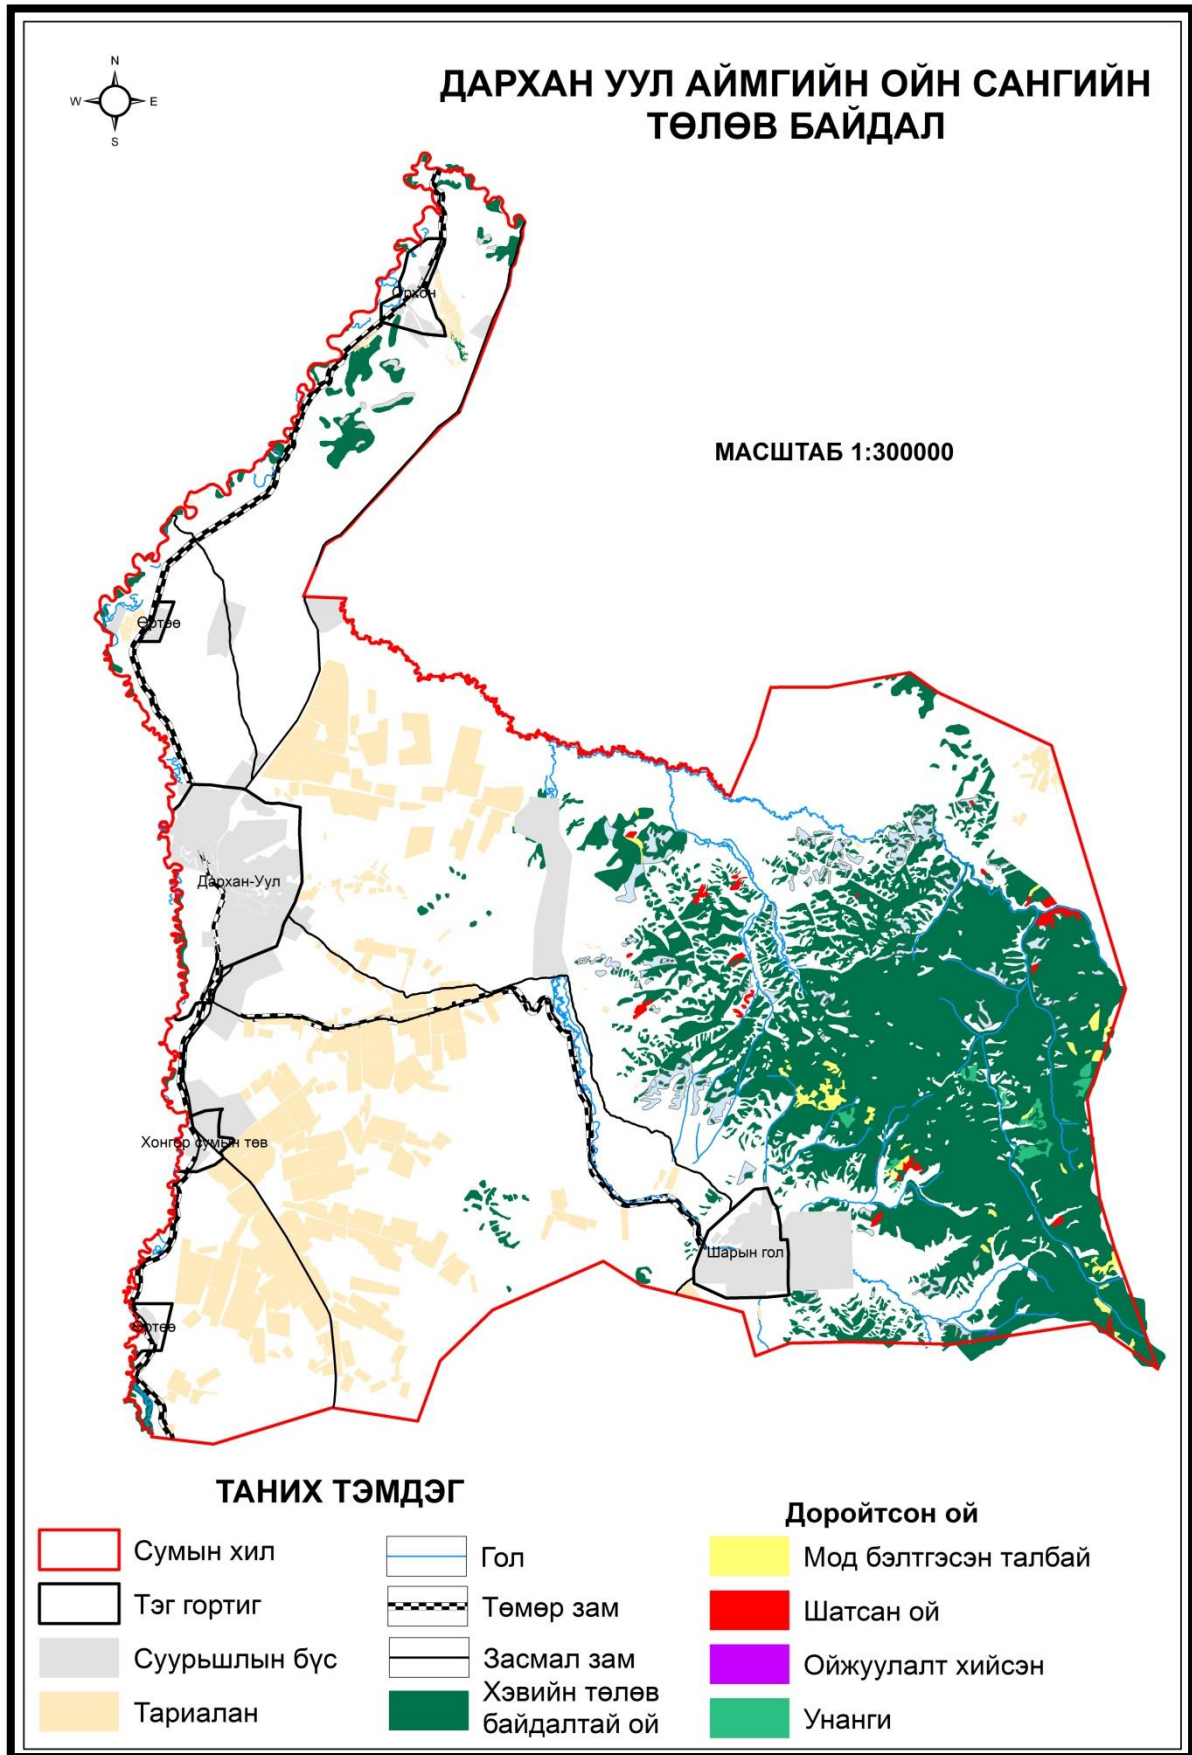 ДАРХАН УУЛ АЙМГИЙН ОЙН САНГИЙН
ТӨЛӨВ БАЙДАЛ
N
W
E
S
Орхон
МАСШТАБ 1:300000
Өртөө
Дархан-Уул
Хонгор сумын төв
Шарын гол
Өртөө
ТАНИХ ТЭМДЭГ
Сумын хил
Тэг гортиг
Суурьшлын бүс
Тариалан
Гол
Төмөр зам
Засмал зам
Хэвийн төлөв
байдалтай ой
Доройтсон ой
Мод бэлтгэсэн талбай
Шатсан ой
Ойжуулалт хийсэн
Унанги